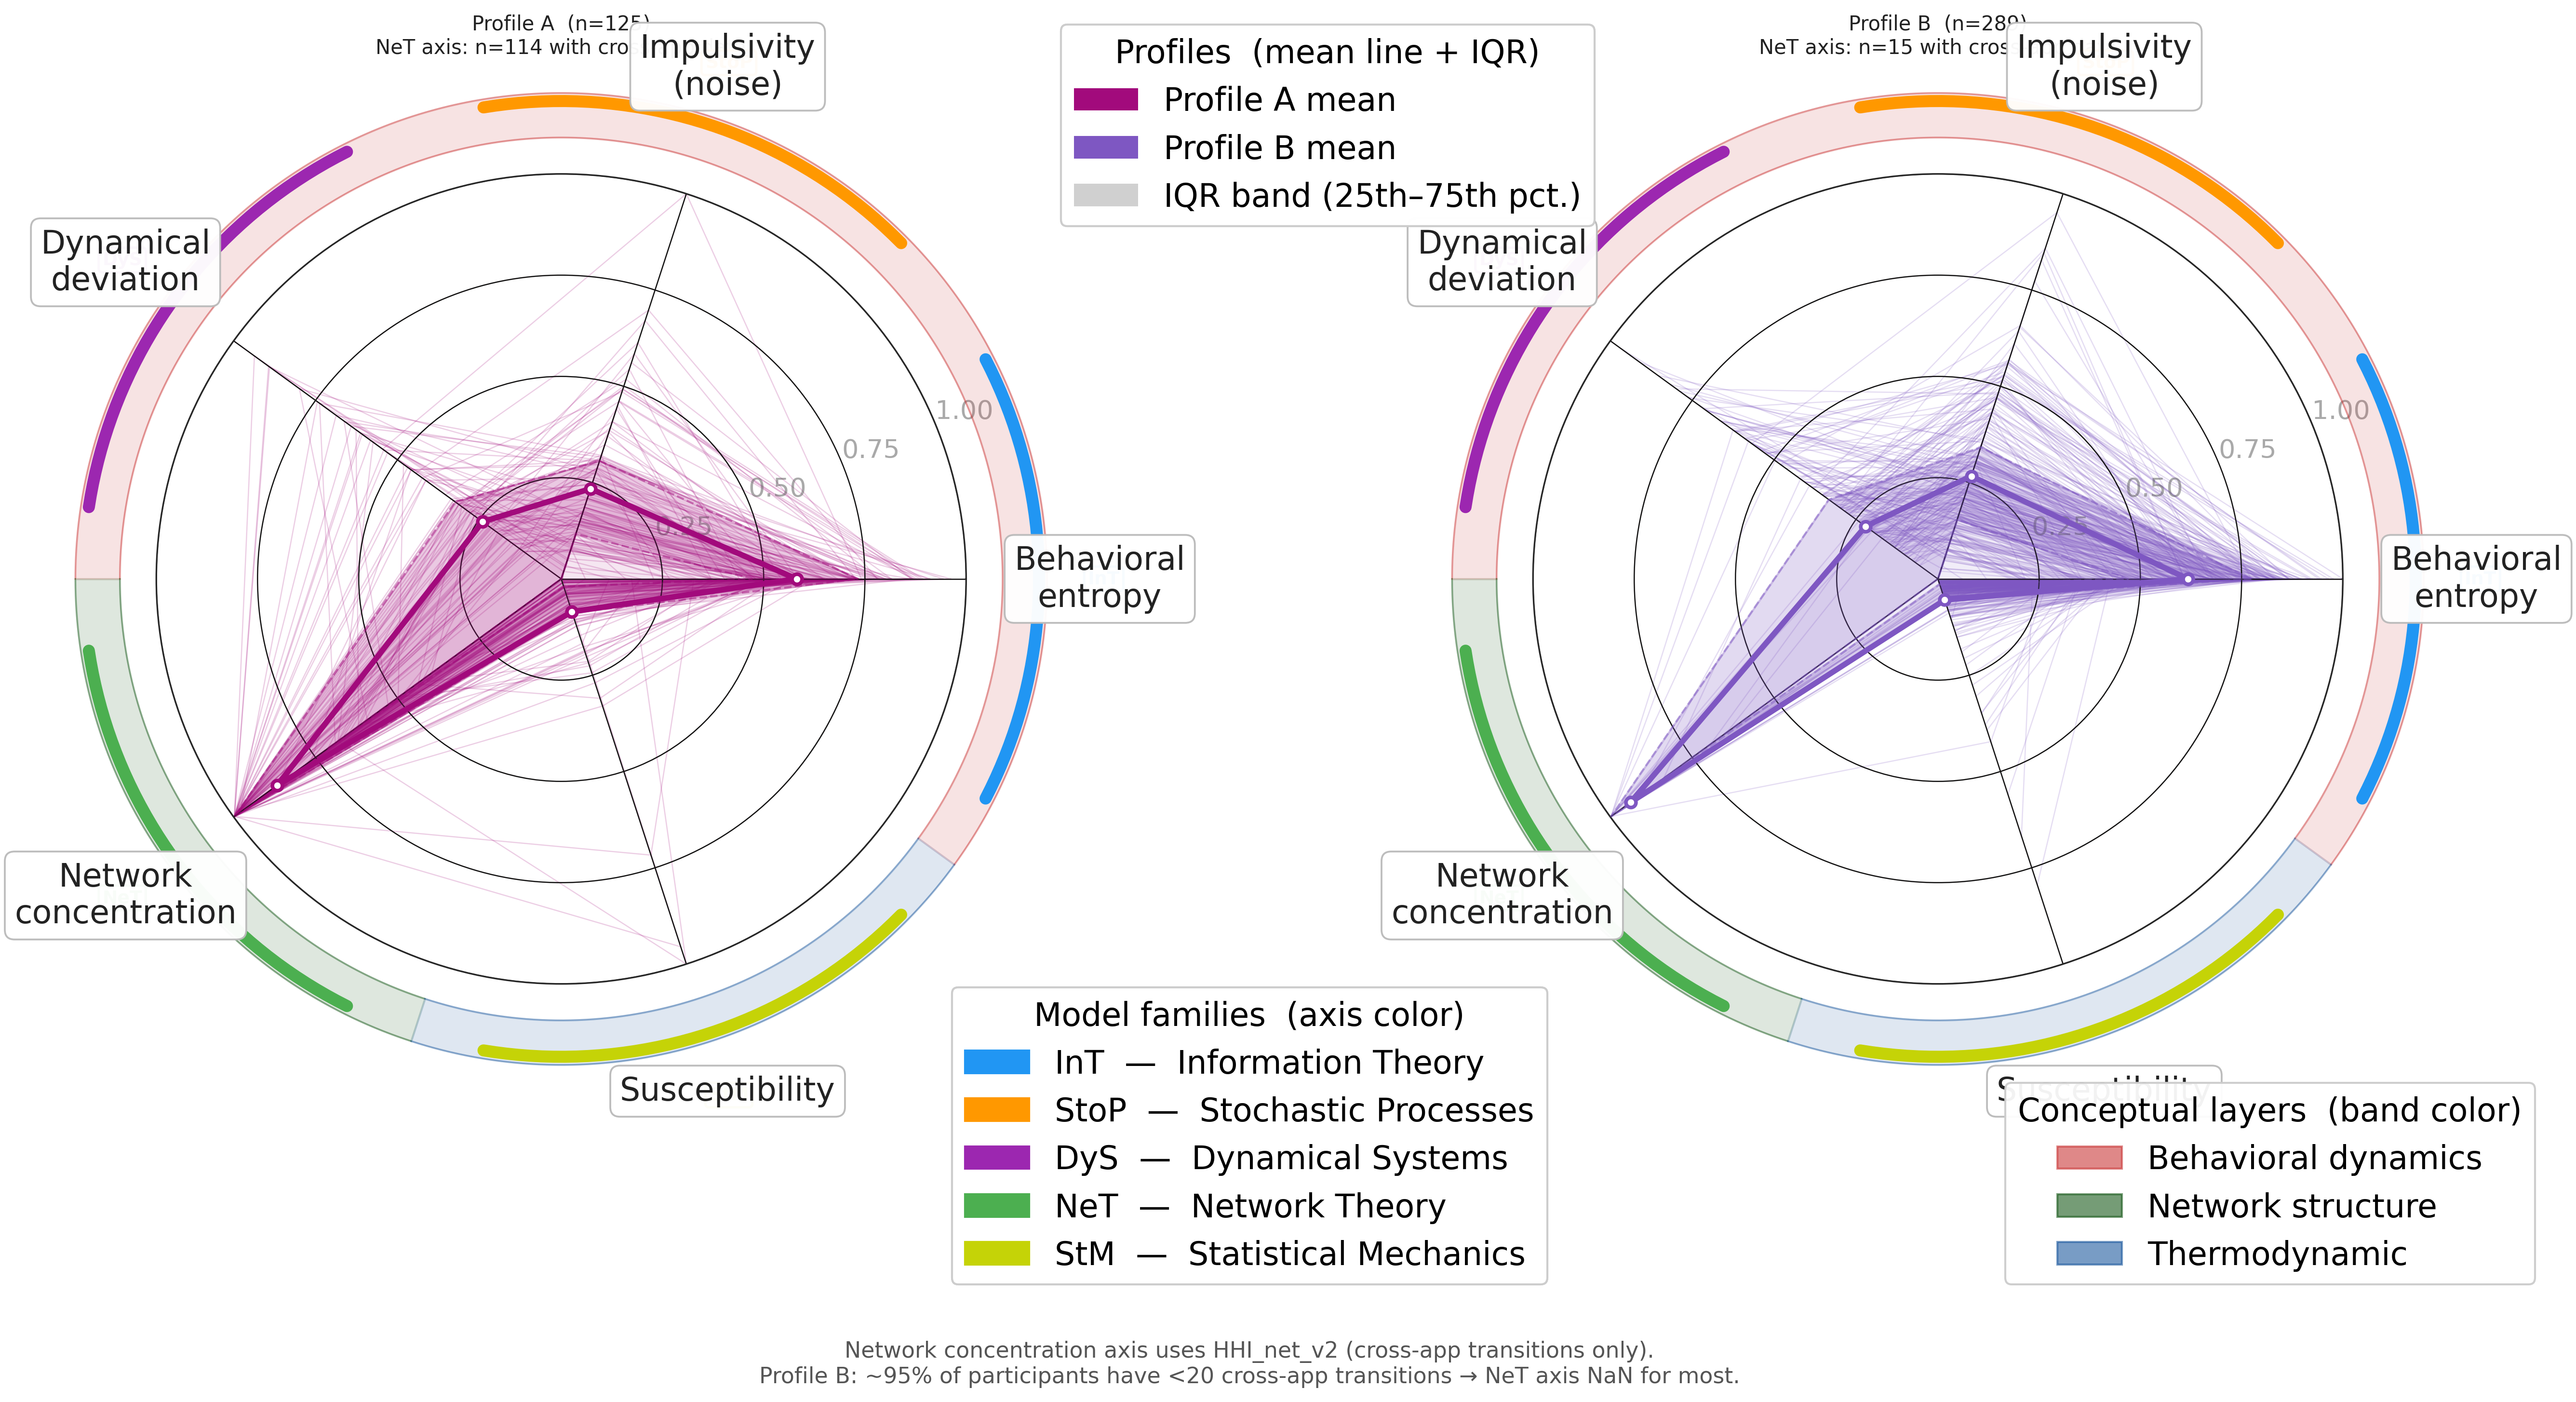 Profile A (n=125)
NeT axis: n=114 with cros
Impulsivity
(noise)
Dynamical
deviation
Behavioral
entropy
Network
concentration
Susceptibility
1.00
0.75
0.50
0.25
Profiles (mean line + IQR)
Profile A mean
Profile B mean
IQR band (25th–75th pct.)
Profile B (n=289)
NeT axis: n=15 with cros
Impulsivity
(noise)
Dynamical
deviation
Behavioral
entropy
Network
concentration
Susceptibility
1.00
0.75
0.50
0.25
Model families (axis color)
InT — Information Theory
StoP — Stochastic Processes
DyS — Dynamical Systems
NeT — Network Theory
StM — Statistical Mechanics
Conceptual layers (band color)
Behavioral dynamics
Network structure
Thermodynamic
Network concentration axis uses HHI_net_v2 (cross-app transitions only).
Profile B: ~95% of participants have <20 cross-app transitions → NeT axis NaN for most.